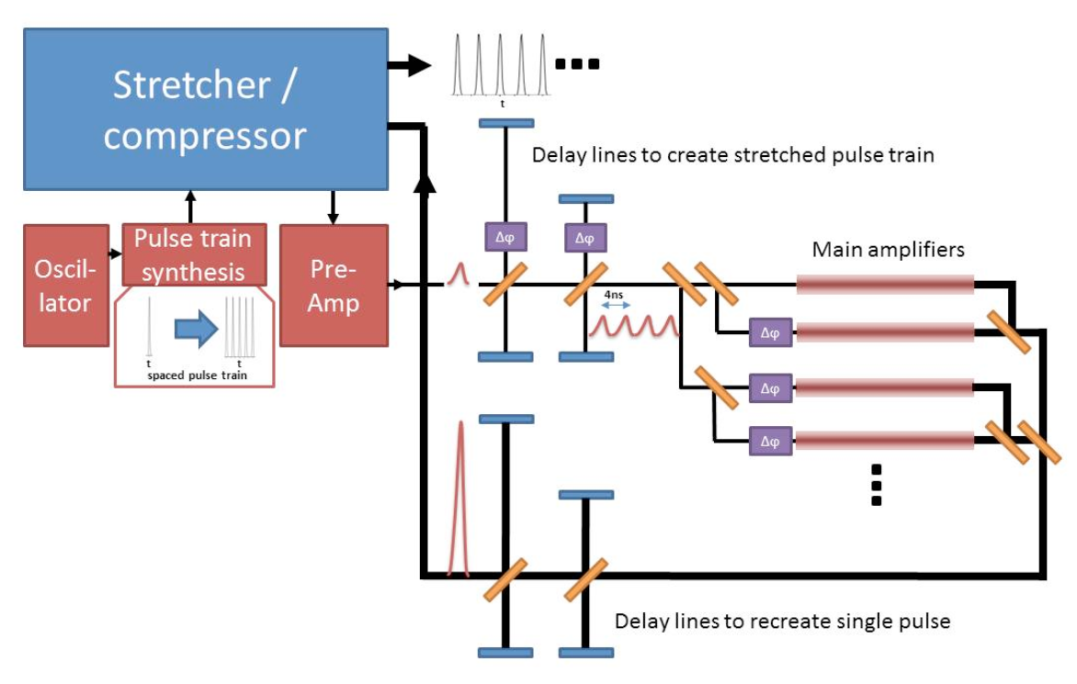 Stretcher /
compressor
t
Delay lines to create stretched pulse train
Oscil-
lator
Pulse train
synthesis
Pre-
Amp
t
t
spaced pulse train
Δφ
Δφ
4ns
Main amplifiers
Δφ
Δφ
Δφ
Delay lines to recreate single pulse